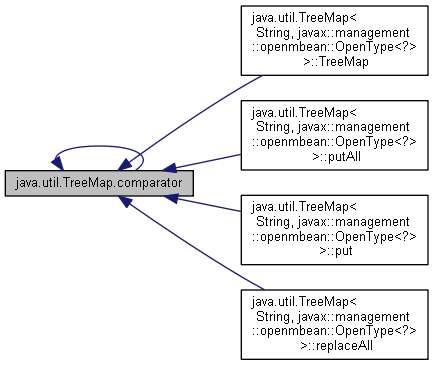 java.util.TreeMap<
String, javax::management
::openmbean::OpenType<?>
>::TreeMap
java.util.TreeMap<
String, javax::management
::openmbean::OpenType<?>
>::putAll
java.util.TreeMap.comparator
java.util.TreeMap<
String, javax::management
::openmbean::OpenType<?>
>::put
java.util.TreeMap<
String, javax::management
::openmbean::OpenType<?>
>::replaceAll